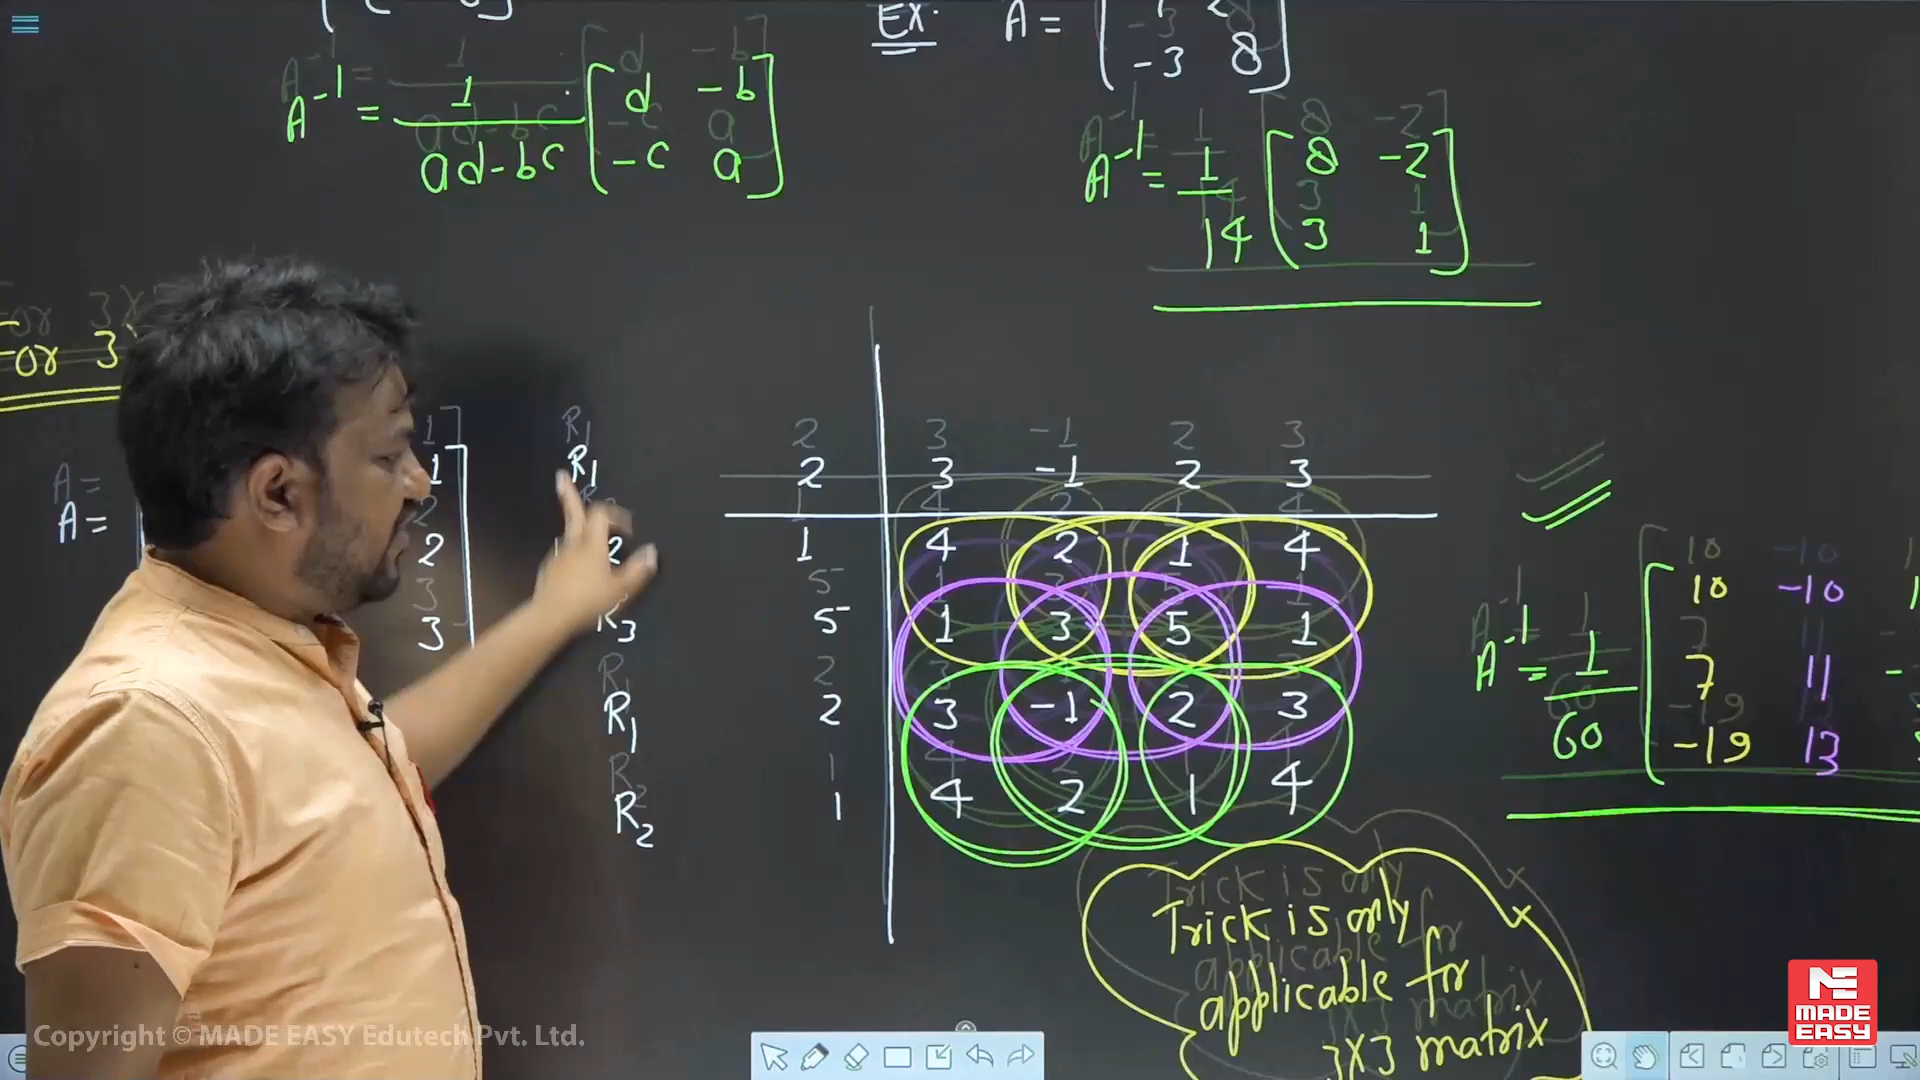 Ex. A = [ -3 8 ]
A⁻¹ = 1/(ad-bc) [ d -b
-c a ]
A⁻¹ = 1/14 [ 8 -2
3 1 ]
For 3
A = 1
2
3
R₁ 2 3 -1 2 3
2 1 4 2 1 4
R₃ 5 1 3 5 1
R₁ 2 3 -1 2 3
R₂ 1 4 2 1 4
A⁻¹ = 1/60 [ 10 -10
7 11 -
-19 13
Trick is only
applicable for
3X3 matrix
Copyright © MADE EASY Edutech Pvt. Ltd.
MADE
EASY